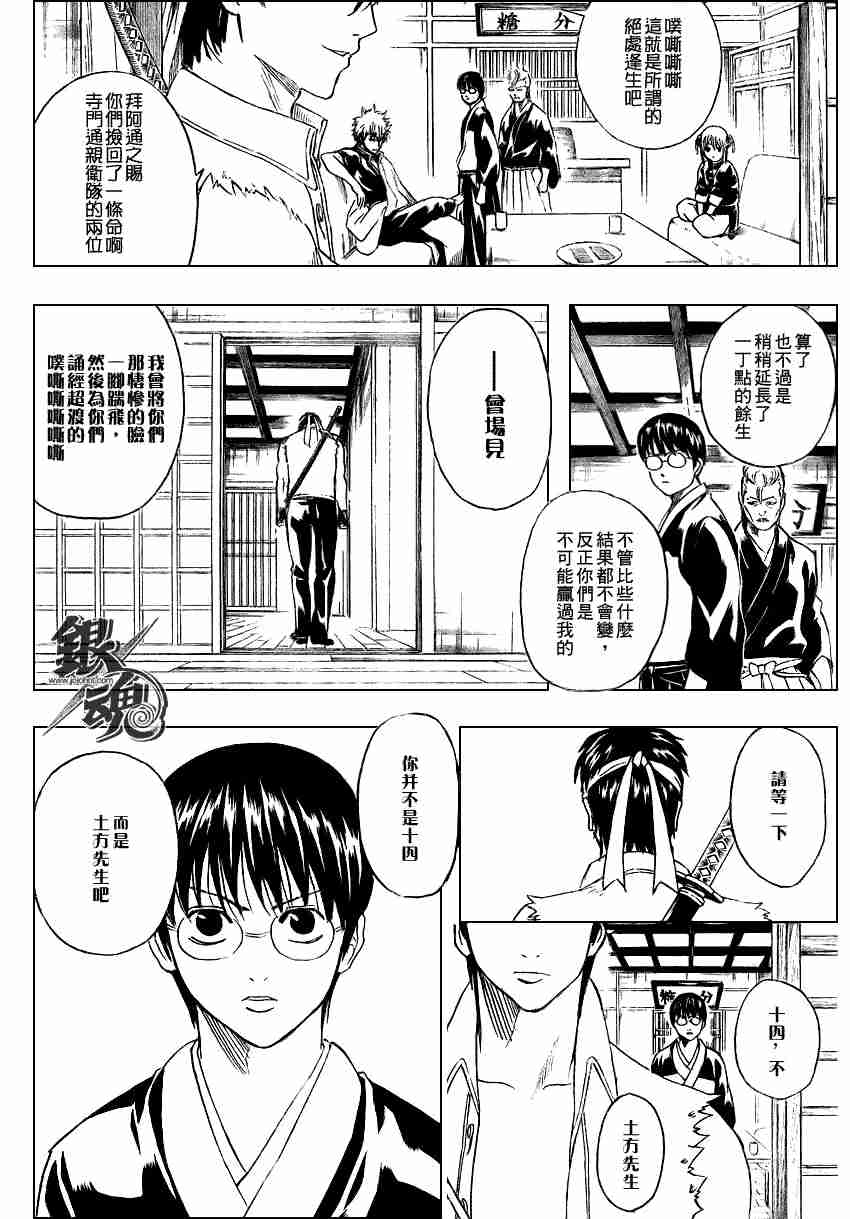 噗嘶嘶嘶
這就是所謂的
絕處逢生吧
糖分
拜阿通之賜
你們撿回了一條命啊
寺門通親衛隊的兩位
算了
也不過是
稍稍延長了
一丁點的餘生
分
不管比些什麼
結果都不會變，
反正你們是
不可能贏過我的
──會場見
我會將你們
那悽慘的臉
一腳踹飛，
然後為你們
誦經超渡的
噗嘶嘶嘶嘶嘶
銀魂
www.jojohot.com
請等一下
十四，不
糖分
土方先生
你并不是十四
而是
土方先生吧